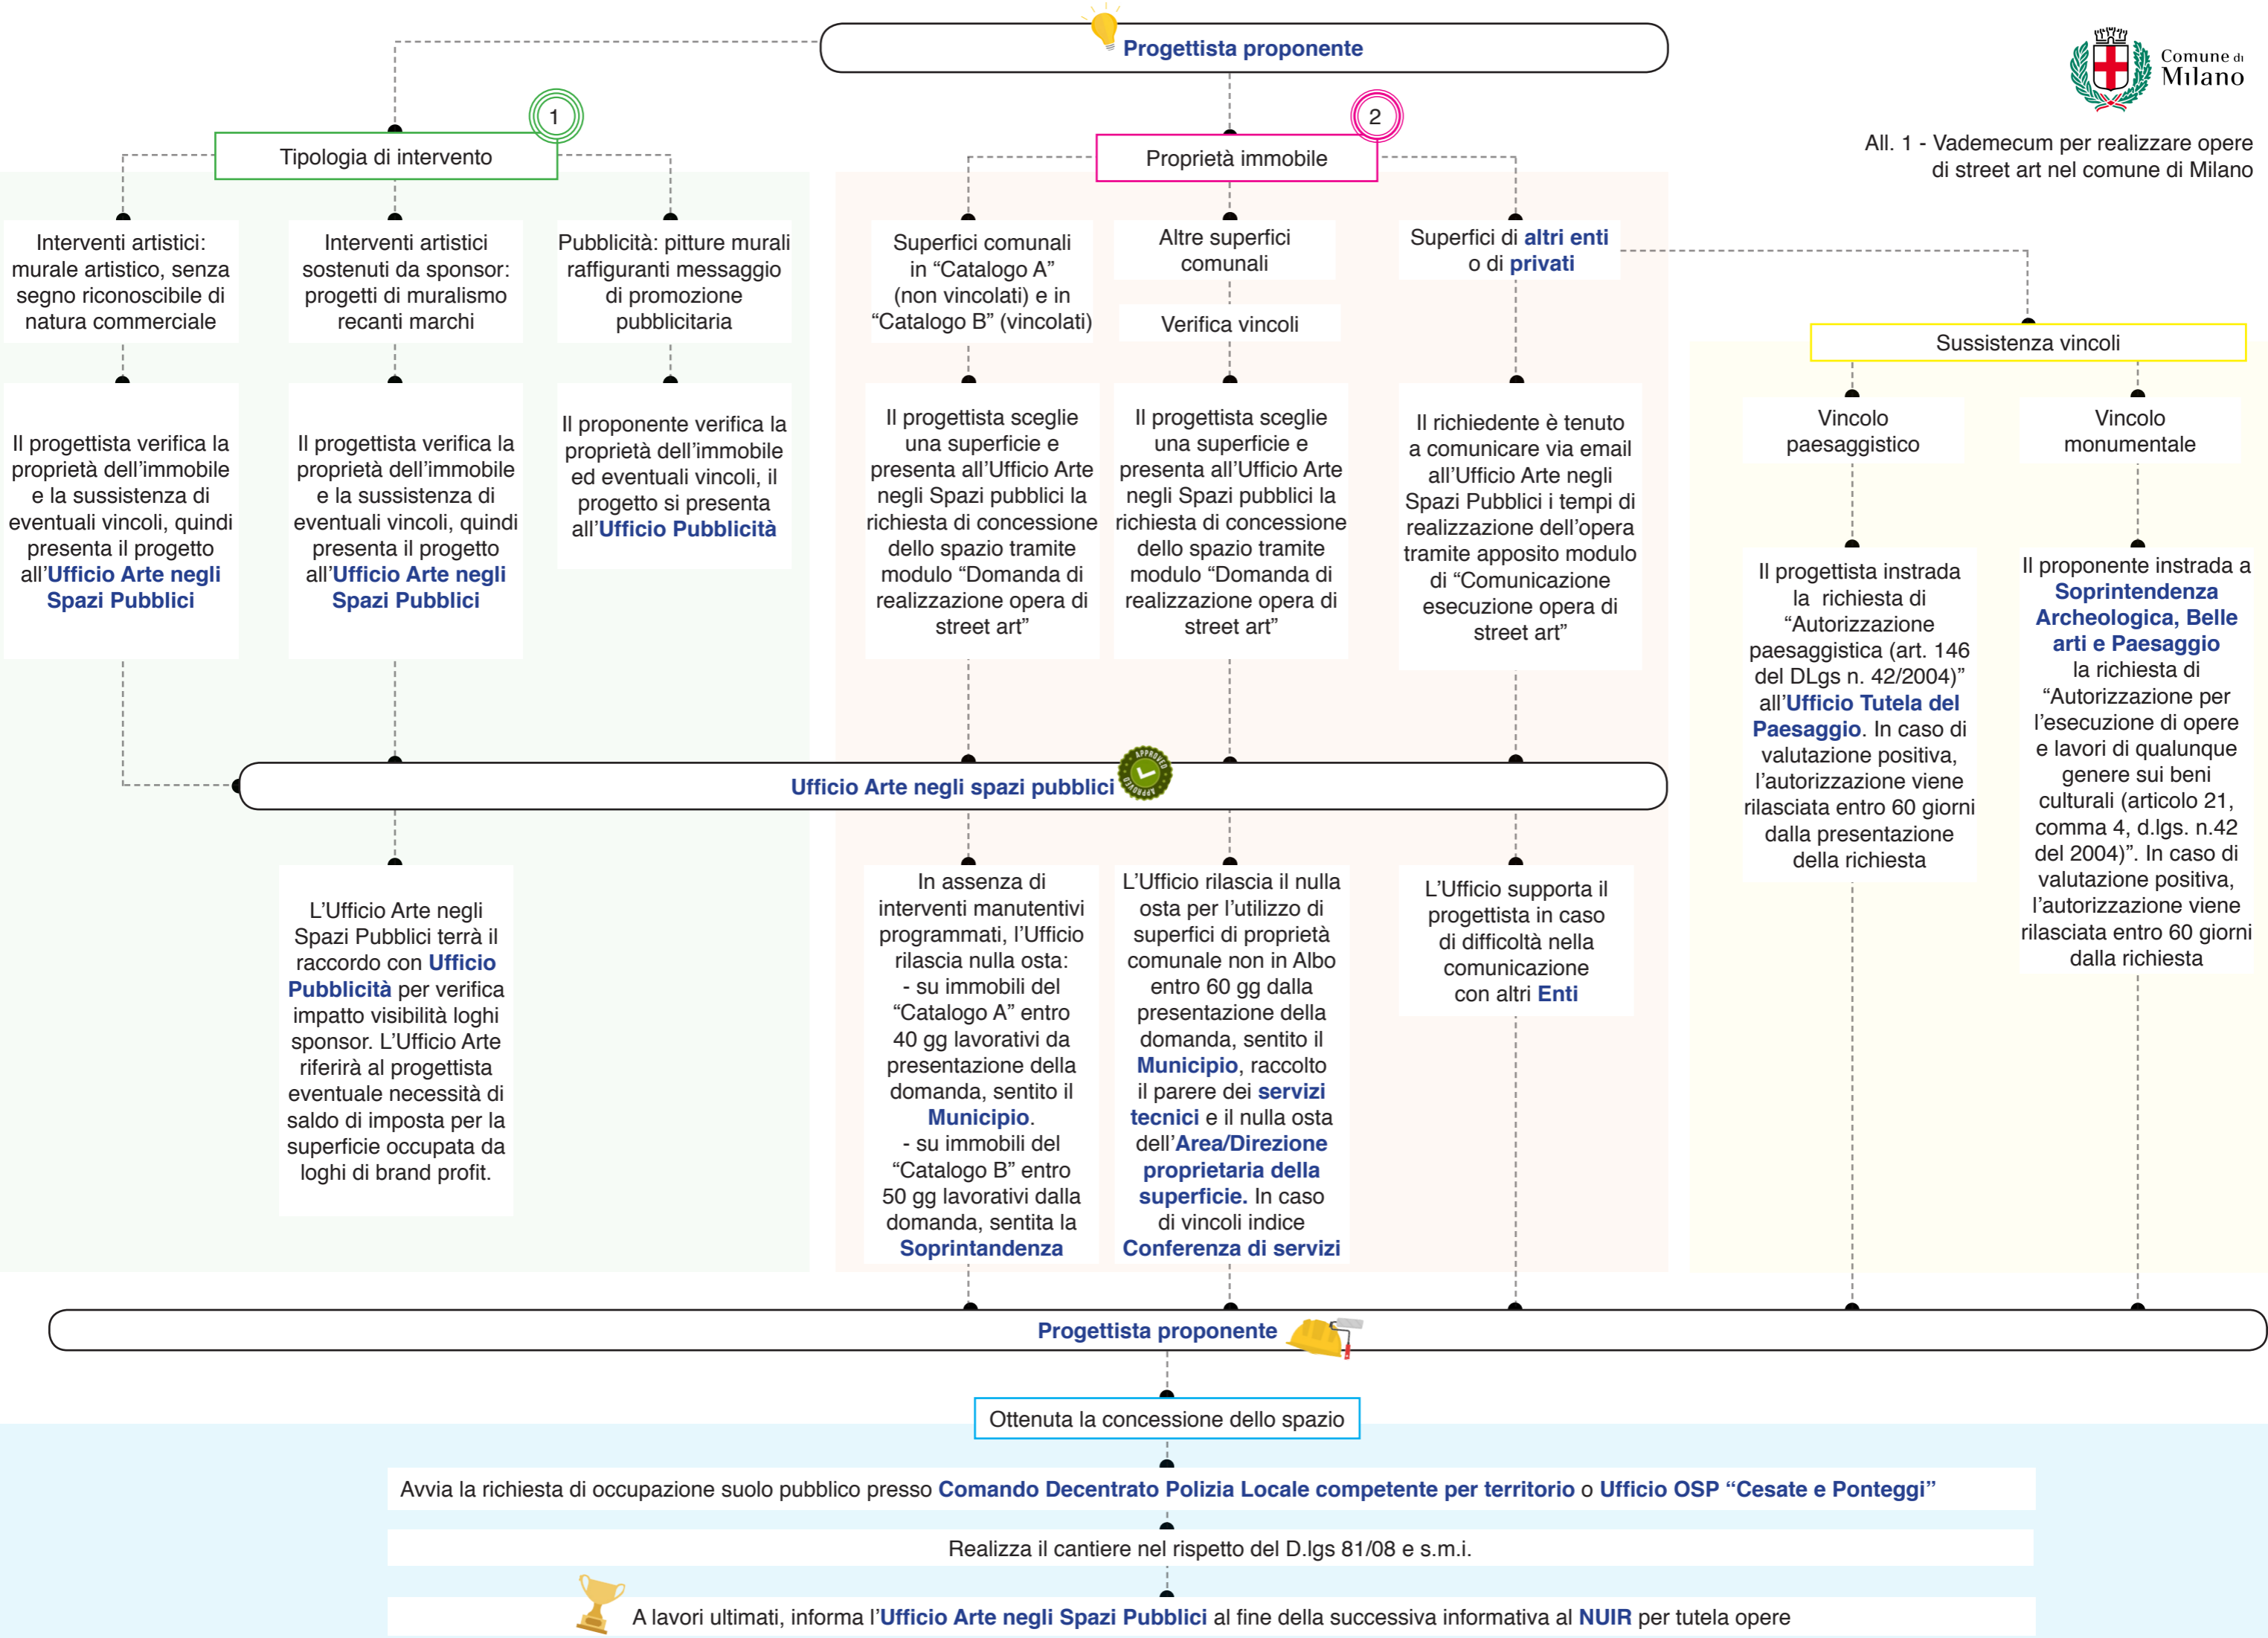 Progettista proponente
Comune di
Milano
All. 1 - Vademecum per realizzare opere
di street art nel comune di Milano
1
Tipologia di intervento
2
Proprietà immobile
Interventi artistici:
murale artistico, senza
segno riconoscibile di
natura commerciale
Interventi artistici
sostenuti da sponsor:
progetti di muralismo
recanti marchi
Pubblicità: pitture murali
raffiguranti messaggio
di promozione
pubblicitaria
Superfici comunali
in “Catalogo A”
(non vincolati) e in
“Catalogo B” (vincolati)
Altre superfici
comunali
Verifica vincoli
Superfici di altri enti
o di privati
Sussistenza vincoli
Il progettista verifica la
proprietà dell’immobile
e la sussistenza di
eventuali vincoli, quindi
presenta il progetto
all’Ufficio Arte negli
Spazi Pubblici
Il progettista verifica la
proprietà dell’immobile
e la sussistenza di
eventuali vincoli, quindi
presenta il progetto
all’Ufficio Arte negli
Spazi Pubblici
Il proponente verifica la
proprietà dell’immobile
ed eventuali vincoli, il
progetto si presenta
all’Ufficio Pubblicità
Il progettista sceglie
una superficie e
presenta all’Ufficio Arte
negli Spazi pubblici la
richiesta di concessione
dello spazio tramite
modulo “Domanda di
realizzazione opera di
street art”
Il progettista sceglie
una superficie e
presenta all’Ufficio Arte
negli Spazi pubblici la
richiesta di concessione
dello spazio tramite
modulo “Domanda di
realizzazione opera di
street art”
Il richiedente è tenuto
a comunicare via email
all’Ufficio Arte negli
Spazi Pubblici i tempi di
realizzazione dell’opera
tramite apposito modulo
di “Comunicazione
esecuzione opera di
street art”
Vincolo
paesaggistico
Vincolo
monumentale
Il progettista instrada
la richiesta di
“Autorizzazione
paesaggistica (art. 146
del DLgs n. 42/2004)”
all’Ufficio Tutela del
Paesaggio. In caso di
valutazione positiva,
l’autorizzazione viene
rilasciata entro 60 giorni
dalla presentazione
della richiesta
Il proponente instrada a
Soprintendenza
Archeologica, Belle
arti e Paesaggio
la richiesta di
“Autorizzazione per
l’esecuzione di opere
e lavori di qualunque
genere sui beni
culturali (articolo 21,
comma 4, d.lgs. n.42
del 2004)”. In caso di
valutazione positiva,
l’autorizzazione viene
rilasciata entro 60 giorni
dalla richiesta
Ufficio Arte negli spazi pubblici
APPROVED
APPROVED
L’Ufficio Arte negli
Spazi Pubblici terrà il
raccordo con Ufficio
Pubblicità per verifica
impatto visibilità loghi
sponsor. L’Ufficio Arte
riferirà al progettista
eventuale necessità di
saldo di imposta per la
superficie occupata da
loghi di brand profit.
In assenza di
interventi manutentivi
programmati, l’Ufficio
rilascia nulla osta:
- su immobili del
“Catalogo A” entro
40 gg lavorativi da
presentazione della
domanda, sentito il
Municipio.
- su immobili del
“Catalogo B” entro
50 gg lavorativi dalla
domanda, sentita la
Soprintandenza
L’Ufficio rilascia il nulla
osta per l’utilizzo di
superfici di proprietà
comunale non in Albo
entro 60 gg dalla
presentazione della
domanda, sentito il
Municipio, raccolto
il parere dei servizi
tecnici e il nulla osta
dell’Area/Direzione
proprietaria della
superficie. In caso
di vincoli indice
Conferenza di servizi
L’Ufficio supporta il
progettista in caso
di difficoltà nella
comunicazione
con altri Enti
Progettista proponente
Ottenuta la concessione dello spazio
Avvia la richiesta di occupazione suolo pubblico presso Comando Decentrato Polizia Locale competente per territorio o Ufficio OSP “Cesate e Ponteggi”
Realizza il cantiere nel rispetto del D.lgs 81/08 e s.m.i.
A lavori ultimati, informa l’Ufficio Arte negli Spazi Pubblici al fine della successiva informativa al NUIR per tutela opere